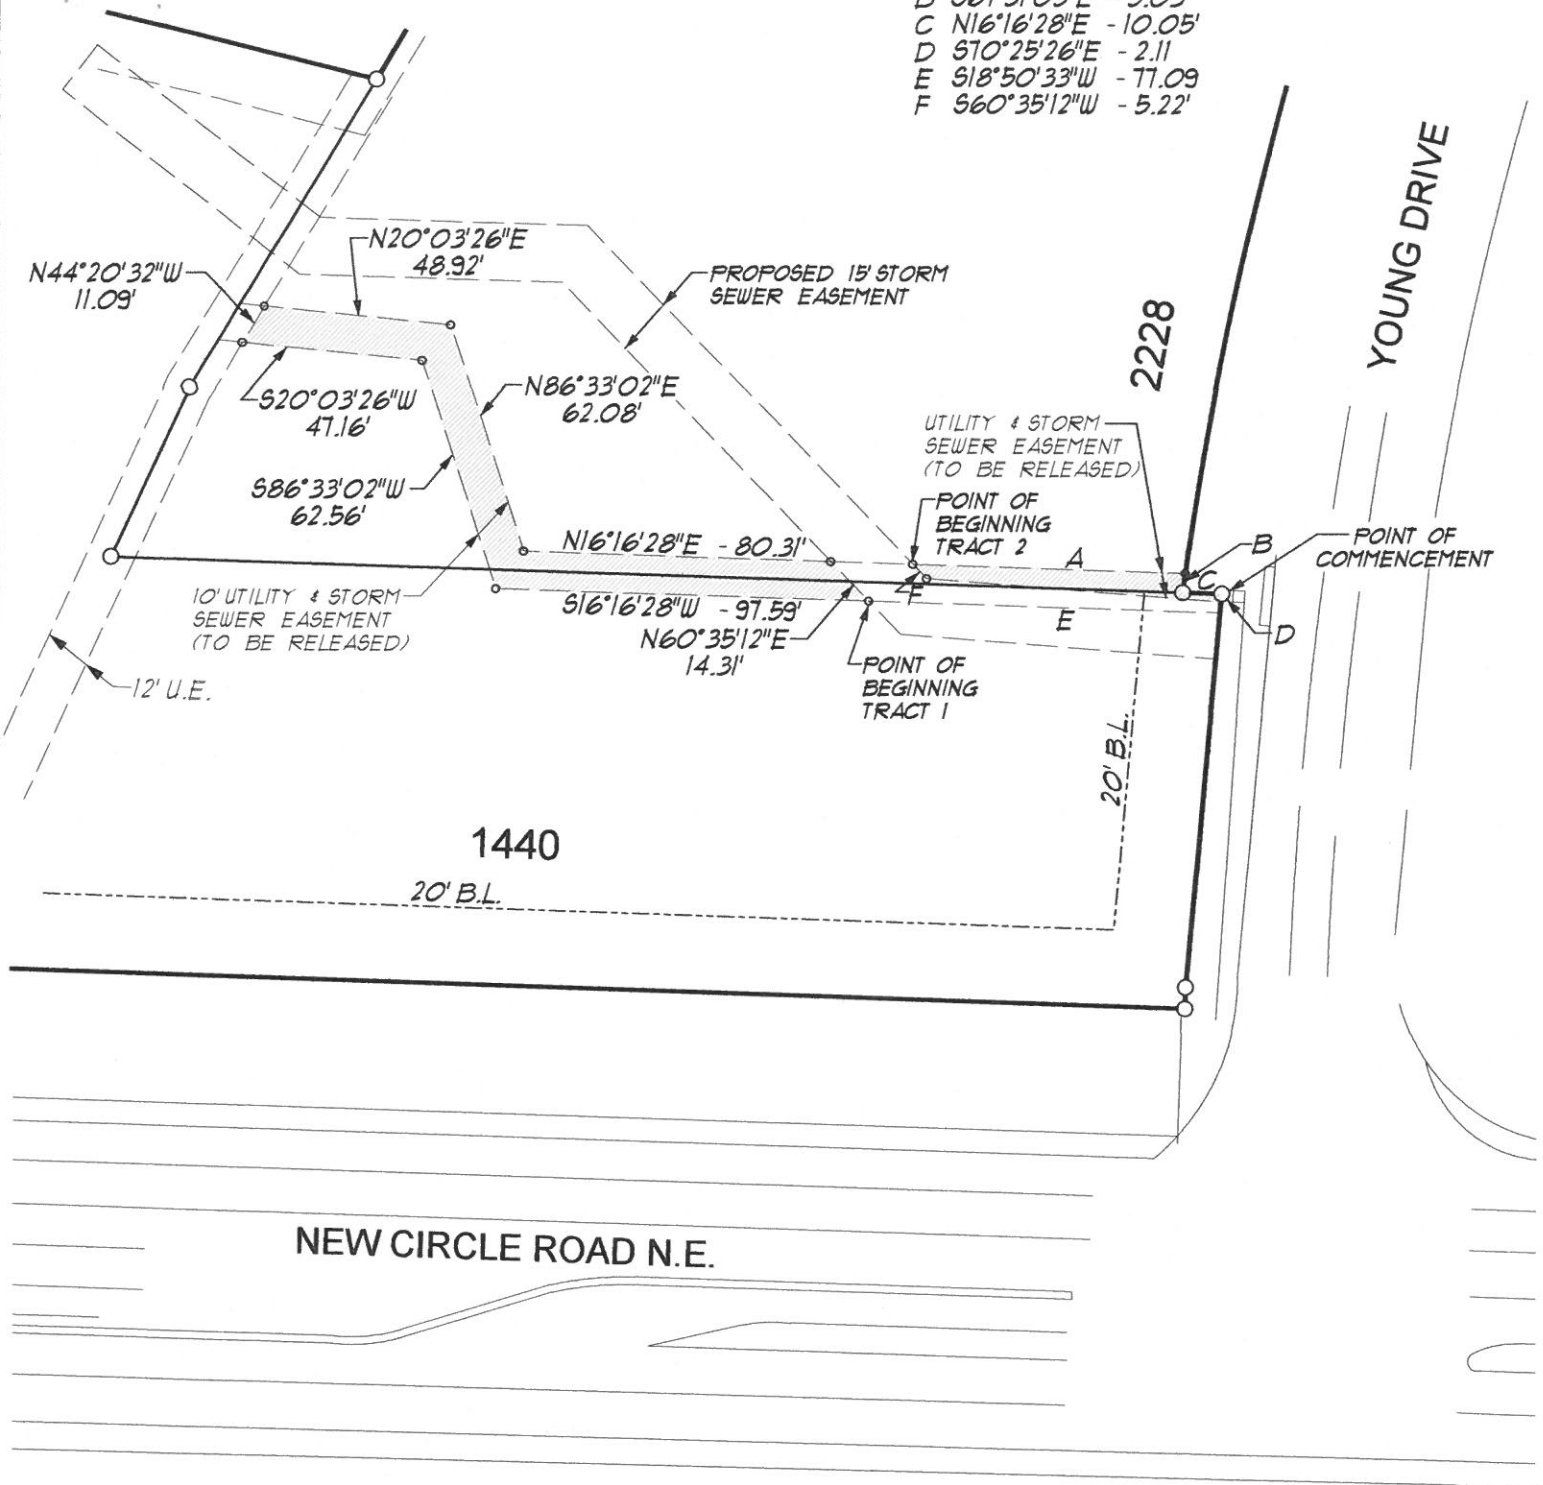 C N16°16'28"E - 10.05'
D S70°25'26"E - 2.11
E S18°50'33"W - 77.09
F S60°35'12"W - 5.22'
YOUNG DRIVE
N20°03'26"E
48.92'
N44°20'32"W
11.09'
PROPOSED 15' STORM
SEWER EASEMENT
2228
N86°33'02"E
62.08'
S20°03'26"W
47.16'
UTILITY & STORM
SEWER EASEMENT
(TO BE RELEASED)
S86°33'02"W
62.56'
POINT OF
BEGINNING
TRACT 2
N16°16'28"E - 80.31'
A
B
POINT OF
COMMENCEMENT
C
F
10' UTILITY & STORM
SEWER EASEMENT
(TO BE RELEASED)
S16°16'28"W - 97.59'
E
D
N60°35'12"E
14.31'
POINT OF
BEGINNING
TRACT 1
12' U.E.
20' B.L.
1440
20' B.L.
NEW CIRCLE ROAD N.E.